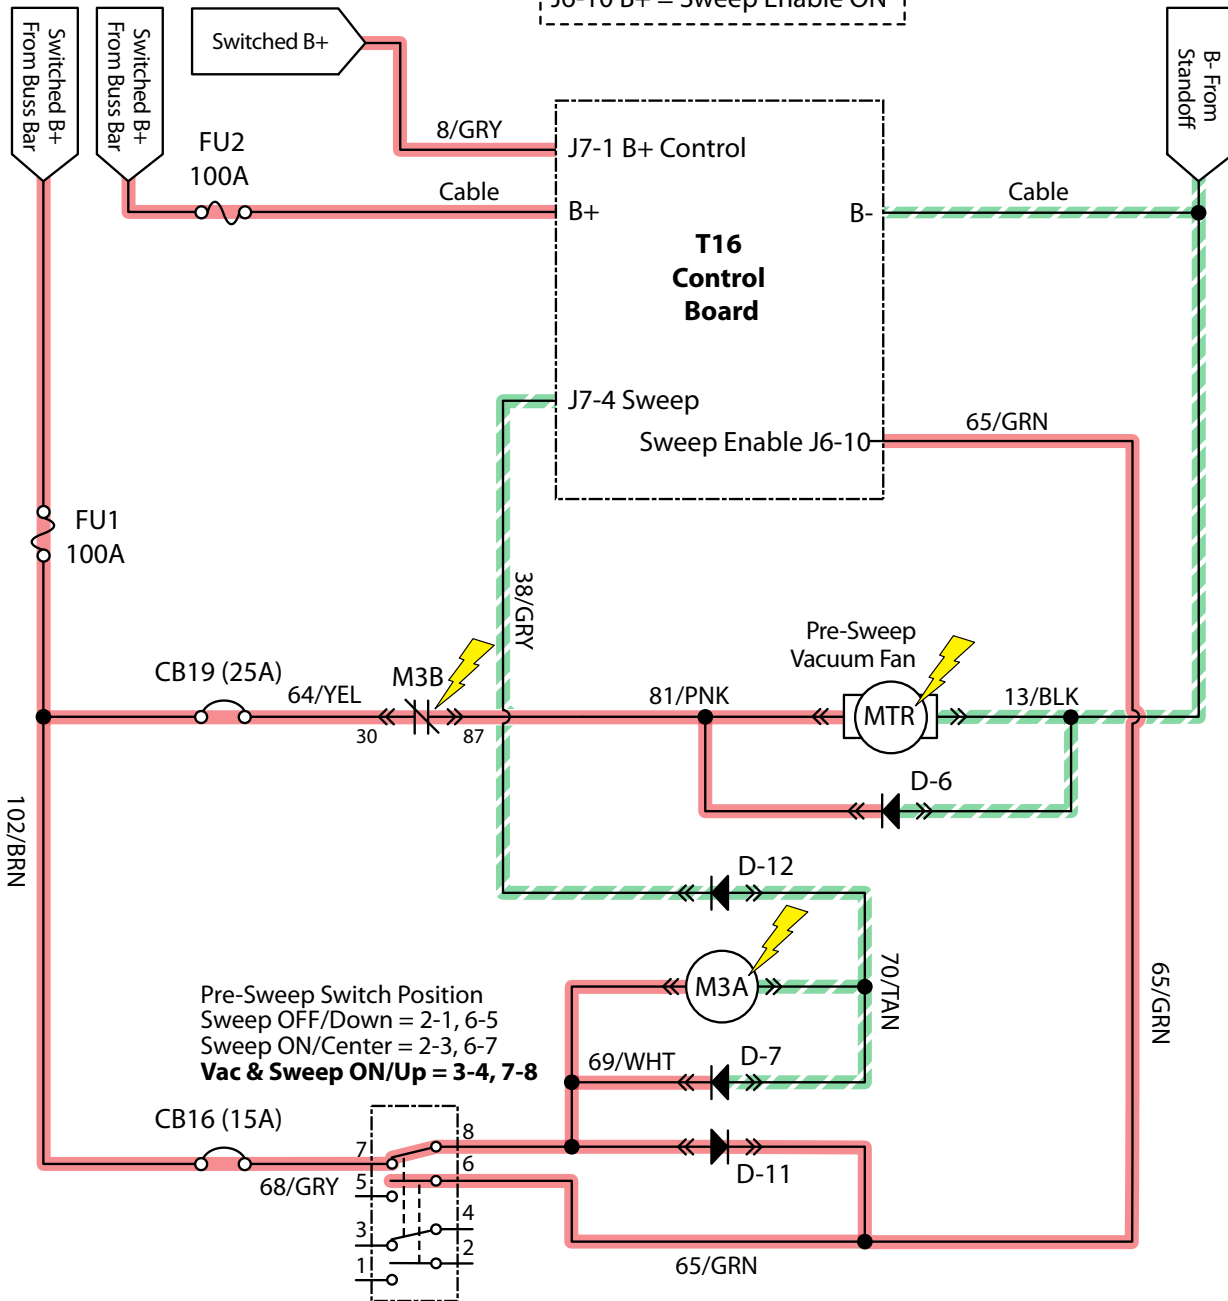 J6-10 B+ = Sweep Enable ON
Switched B+
From Buss Bar
Switched B+
From Buss Bar
Switched B+
B- From
Standoff
FU2
100A
8/GRY
Cable
J7-1 B+ Control
B+
B-
Cable
T16
Control
Board
J7-4 Sweep
Sweep Enable J6-10
65/GRN
FU1
100A
38/GRY
CB19 (25A)
64/YEL
M3B
30
87
81/PNK
Pre-Sweep
Vacuum Fan
MTR
13/BLK
D-6
102/BRN
D-12
M3A
70/TAN
65/GRN
Pre-Sweep Switch Position
Sweep OFF/Down = 2-1, 6-5
Sweep ON/Center = 2-3, 6-7
Vac & Sweep ON/Up = 3-4, 7-8
69/WHT
D-7
CB16 (15A)
68/GRY
7
8
5
6
3
4
1
2
D-11
65/GRN